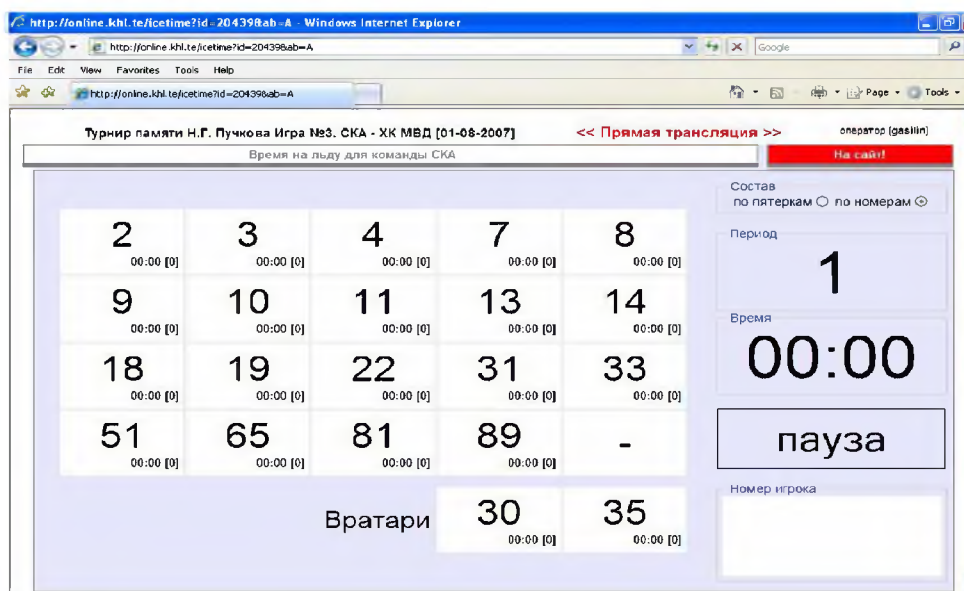 http://online.khl.te/icetime?id=20439&ab=A - Windows Internet Explorer
http://online.khl.te/icetime?id=20439&ab=A
Google
File Edit View Favorites Tools Help
http://online.khl.te/icetime?id=20439&ab=A
Page Tools
Турнир памяти Н.Г. Пучкова Игра №3. СКА - ХК МВД [01-08-2007] << Прямая трансляция >> оператор [gasilin]
Время на льду для команды СКА На сайт!
Состав
по пятеркам по номерам
2 3 4 7 8
00:00 [0] 00:00 [0] 00:00 [0] 00:00 [0] 00:00 [0]
Период
1
9 10 11 13 14
00:00 [0] 00:00 [0] 00:00 [0] 00:00 [0] 00:00 [0]
Время
00:00
18 19 22 31 33
00:00 [0] 00:00 [0] 00:00 [0] 00:00 [0] 00:00 [0]
51 65 81 89 -
00:00 [0] 00:00 [0] 00:00 [0] 00:00 [0]
пауза
Номер игрока
Вратари 30 35
00:00 [0] 00:00 [0]